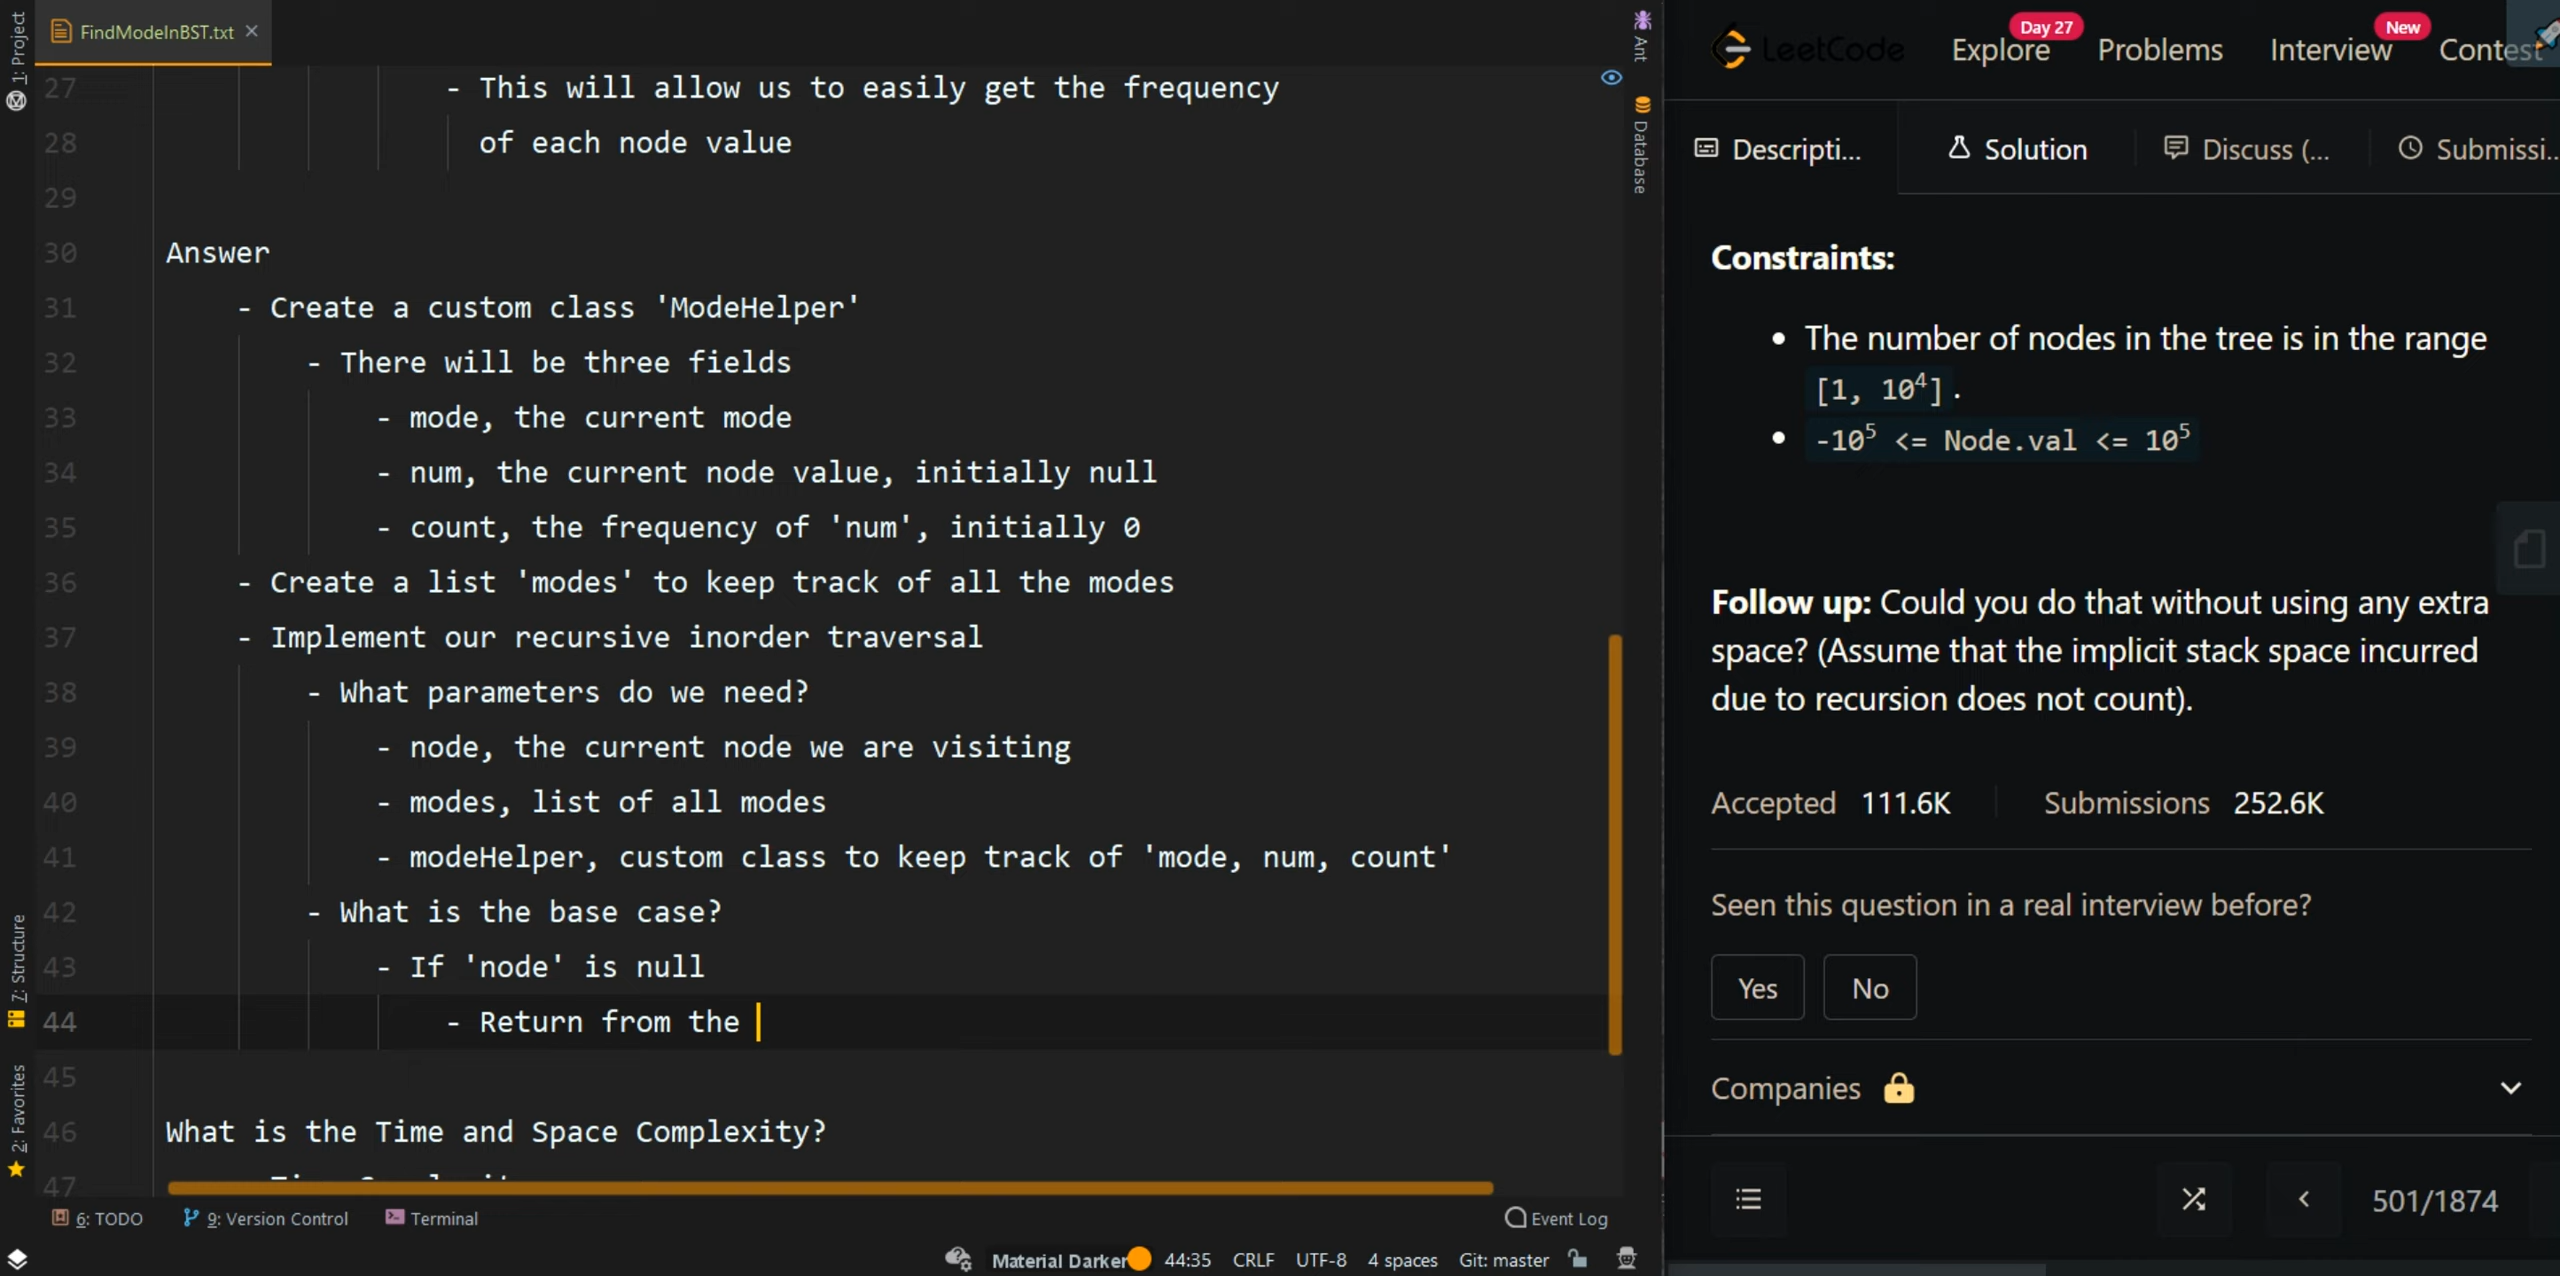 1: Project
FindModeInBST.txt
27 - This will allow us to easily get the frequency
28 of each node value
29
30 Answer
31 - Create a custom class 'ModeHelper'
32 - There will be three fields
33 - mode, the current mode
34 - num, the current node value, initially null
35 - count, the frequency of 'num', initially 0
36 - Create a list 'modes' to keep track of all the modes
37 - Implement our recursive inorder traversal
38 - What parameters do we need?
39 - node, the current node we are visiting
40 - modes, list of all modes
41 - modeHelper, custom class to keep track of 'mode, num, count'
42 - What is the base case?
43 - If 'node' is null
44 - Return from the
45
46 What is the Time and Space Complexity?
47
7: Structure
2: Favorites
Ant
Database
6: TODO
9: Version Control
Terminal
Event Log
Material Darker
44:35
CRLF
UTF-8
4 spaces
Git: master
LeetCode
Explore
Day 27
Problems
Interview
New
Contest
Descripti...
Solution
Discuss (...
Submissi...
Constraints:
• The number of nodes in the tree is in the range
[1, 10⁴].
• -10⁵ <= Node.val <= 10⁵
Follow up: Could you do that without using any extra
space? (Assume that the implicit stack space incurred
due to recursion does not count).
Accepted 111.6K
Submissions 252.6K
Seen this question in a real interview before?
Yes
No
Companies
501/1874